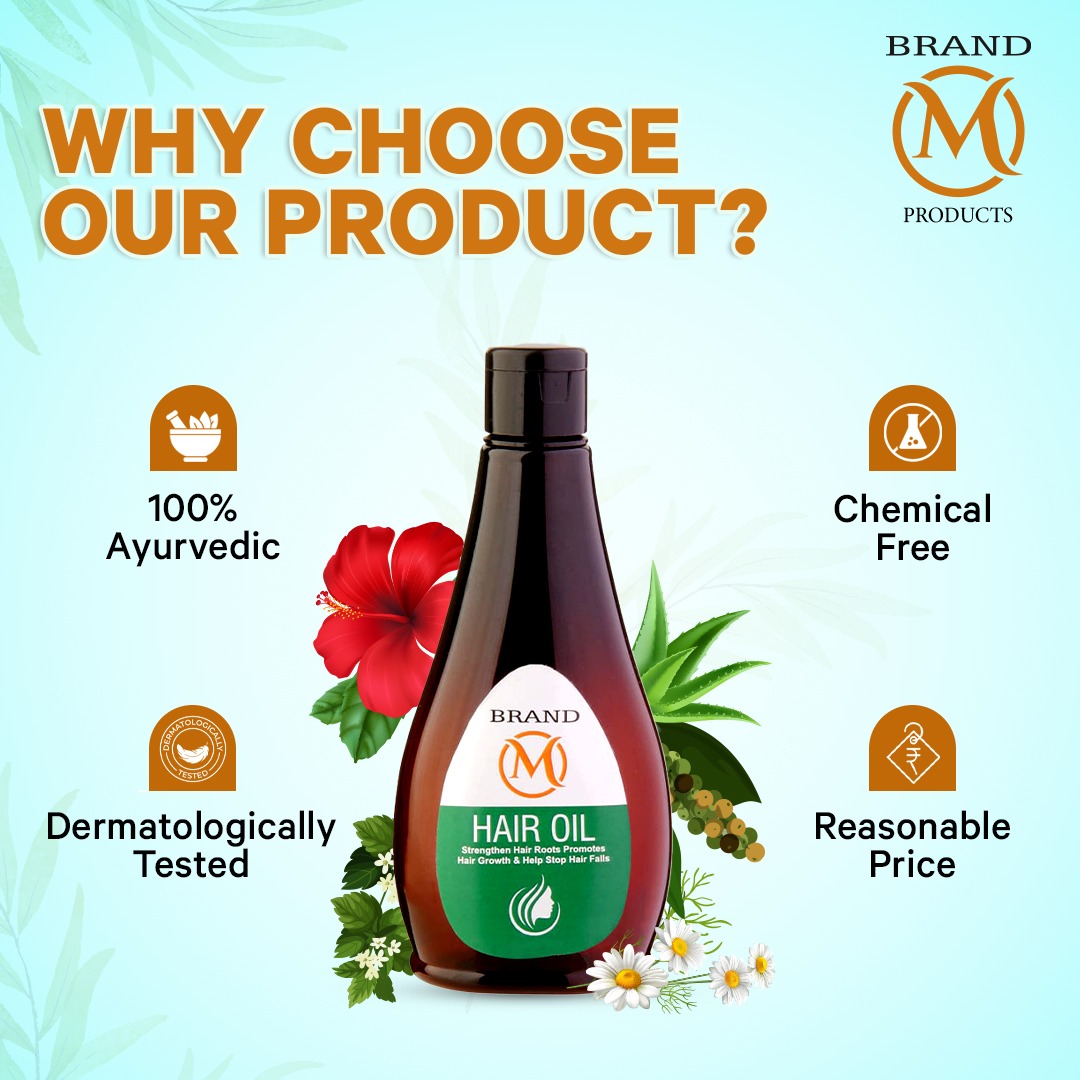 BRAND
M
PRODUCTS
WHY CHOOSE
OUR PRODUCT?
100%
Ayurvedic
Chemical
Free
DERMATOLOGICALLY
TESTED
Dermatologically
Tested
₹
Reasonable
Price
BRAND
M
HAIR OIL
Strengthen Hair Roots Promotes
Hair Growth & Help Stop Hair Falls